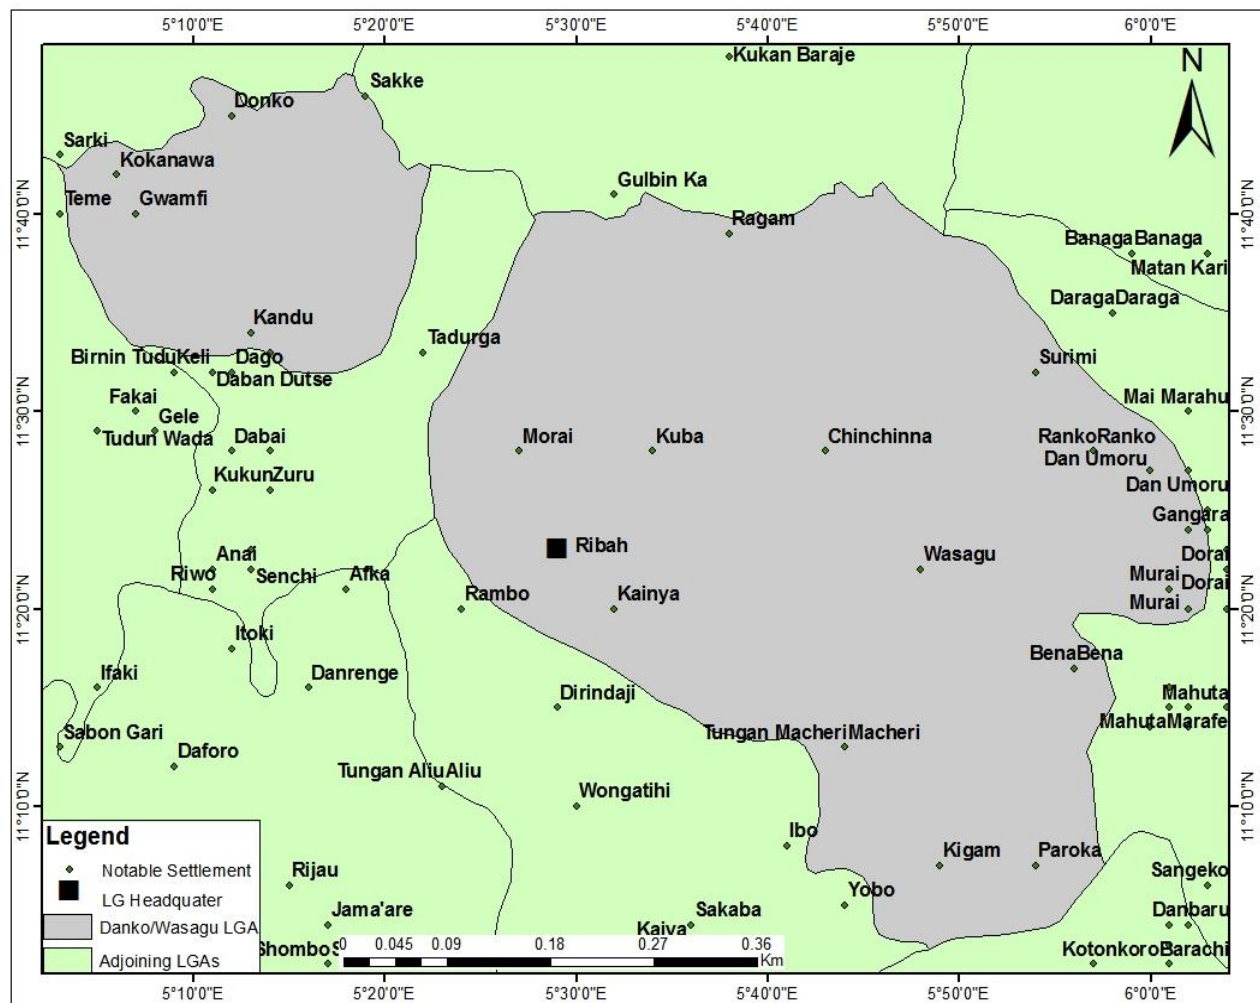 5°10'0"E 5°20'0"E 5°30'0"E 5°40'0"E 5°50'0"E 6°0'0"E
N
Kukan Baraje
Sakke
Donko
Sarki
Kokanawa
Teme
Gwamfi
Gulbin Ka
Ragam
11°40'0"N
11°40'0"N
BanagaBanaga
Matan Kari
DaragaDaraga
Kandu
Tadurga
Birnin TuduKeli
Dago
Daban Dutse
Surimi
Fakai
Gele
Tudun Wada
Dabai
Mai Marahu
11°30'0"N
11°30'0"N
Morai
Kuba
Chinchinna
RankoRanko
Dan Umoru
Dan Umoru
KukunZuru
Gangara
Anai
Riwo
Senchi
Afka
Ribah
Wasagu
Dorai
Murai
Dorai
Murai
Rambo
Kainya
11°20'0"N
11°20'0"N
Itoki
Ifaki
Danrenge
BenaBena
Dirindaji
Mahuta
Sabon Gari
Daforo
Tungan MacheriMacheri
MahutaMarafe
Tungan AliuAliu
Wongatihi
11°10'0"N
11°10'0"N
Ibo
Kigam
Paroka
Rijau
Yobo
Sangeko
Jama'are
Sakaba
Kaiya
Danbaru
Shombo
KotonkoroBarachi
Legend
Notable Settlement
LG Headquater
Danko/Wasagu LGA
Adjoining LGAs
0 0.045 0.09 0.18 0.27 0.36
Km
5°10'0"E 5°20'0"E 5°30'0"E 5°40'0"E 5°50'0"E 6°0'0"E